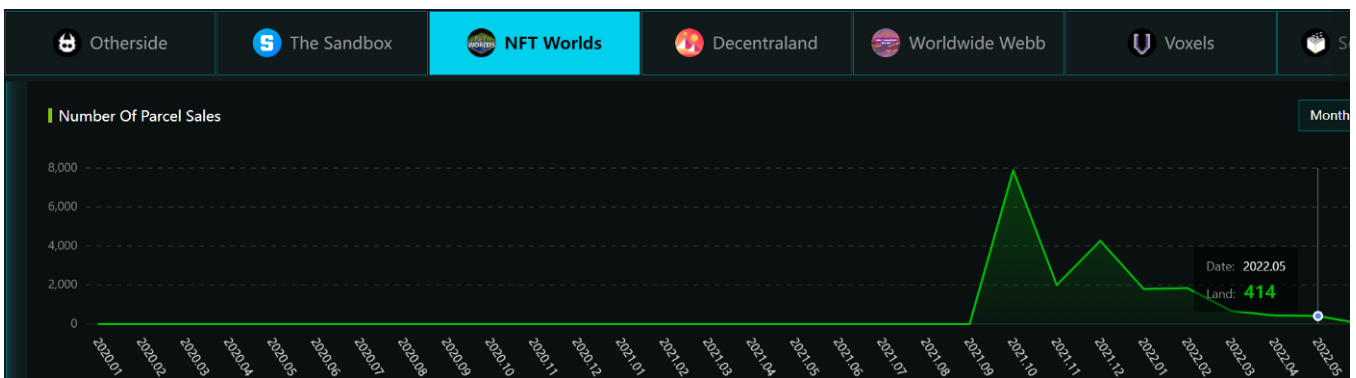 Otherside The Sandbox NFT Worlds Decentraland Worldwide Webb Voxels
Number Of Parcel Sales Month
8,000
6,000
4,000
Date: 2022.05
2,000
Land: 414
0
2020.01 2020.02 2020.03 2020.04 2020.05 2020.06 2020.07 2020.08 2020.09 2020.10 2020.11 2020.12 2021.01 2021.02 2021.03 2021.04 2021.05 2021.06 2021.07 2021.08 2021.09 2021.10 2021.11 2021.12 2022.01 2022.02 2022.03 2022.04 2022.05